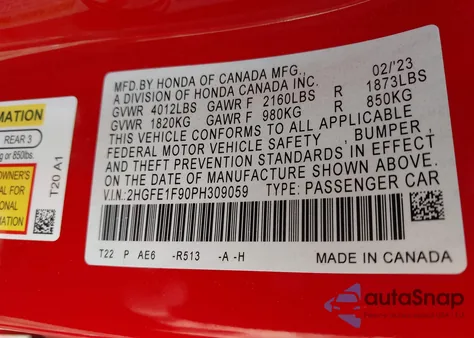 MFD.BY HONDA OF CANADA MFG., 02/'23
A DIVISION OF HONDA CANADA INC.
GVWR 4012LBS GAWR F 2160LBS R 1873LBS
GVWR 1820KG GAWR F 980KG R 850KG
THIS VEHICLE CONFORMS TO ALL APPLICABLE
FEDERAL MOTOR VEHICLE SAFETY, BUMPER,
AND THEFT PREVENTION STANDARDS IN EFFECT
ON THE DATE OF MANUFACTURE SHOWN ABOVE.
V.I.N.:2HGFE1F90PH309059 TYPE: PASSENGER CAR
T22 P AE6 -R513 -A -H
MADE IN CANADA
MATION
REAR 3
g or 850lbs.
OWNER'S
AL FOR
TIONAL
MATION
T20 A1
autoSnap